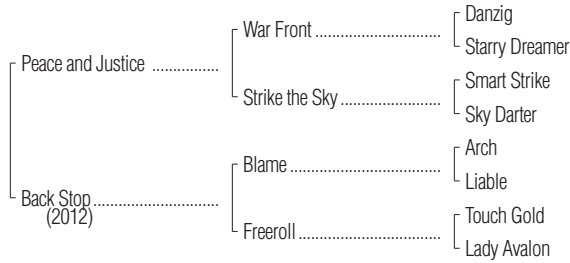 Danzig
War Front ..............................
Starry Dreamer
Peace and Justice ................
Smart Strike
Strike the Sky ........................
Sky Darter
Arch
Blame ....................................
Liable
Back Stop ..............................
(2012)
Touch Gold
Freeroll ..................................
Lady Avalon